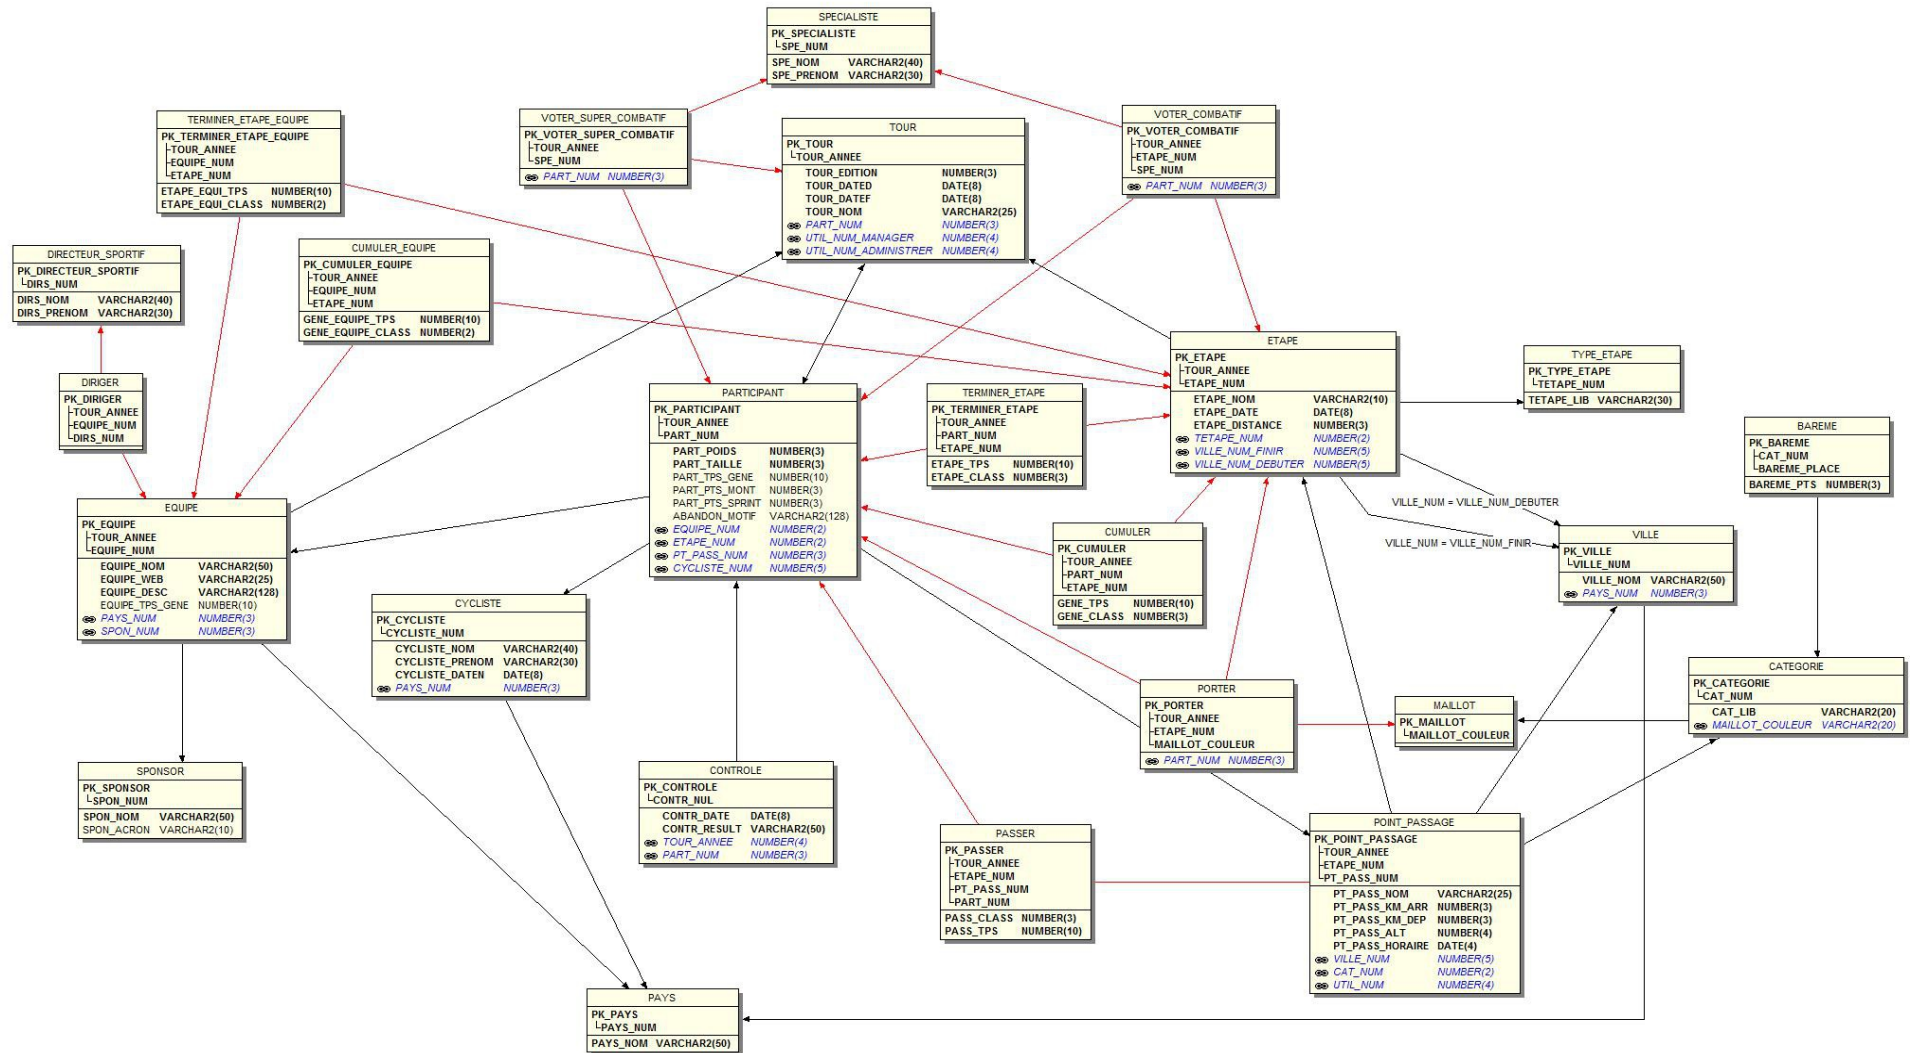 SPECIALISTE
PK_SPECIALISTE
SPE_NUM
SPE_NOM VARCHAR2(40)
SPE_PRENOM VARCHAR2(30)
TERMINER_ETAPE_EQUIPE
PK_TERMINER_ETAPE_EQUIPE
TOUR_ANNEE
EQUIPE_NUM
ETAPE_NUM
ETAPE_EQUI_TPS NUMBER(10)
ETAPE_EQUI_CLASS NUMBER(2)
VOTER_SUPER_COMBATIF
PK_VOTER_SUPER_COMBATIF
TOUR_ANNEE
SPE_NUM
PART_NUM NUMBER(3)
TOUR
PK_TOUR
TOUR_ANNEE
TOUR_EDITION NUMBER(3)
TOUR_DATED DATE(8)
TOUR_DATEF DATE(8)
TOUR_NOM VARCHAR2(25)
PART_NUM NUMBER(3)
UTIL_NUM_MANAGER NUMBER(4)
UTIL_NUM_ADMINISTRER NUMBER(4)
VOTER_COMBATIF
PK_VOTER_COMBATIF
TOUR_ANNEE
ETAPE_NUM
SPE_NUM
PART_NUM NUMBER(3)
DIRECTEUR_SPORTIF
PK_DIRECTEUR_SPORTIF
DIRS_NUM
DIRS_NOM VARCHAR2(40)
DIRS_PRENOM VARCHAR2(30)
CUMULER_EQUIPE
PK_CUMULER_EQUIPE
TOUR_ANNEE
EQUIPE_NUM
ETAPE_NUM
GENE_EQUIPE_TPS NUMBER(10)
GENE_EQUIPE_CLASS NUMBER(2)
DIRIGER
PK_DIRIGER
TOUR_ANNEE
EQUIPE_NUM
DIRS_NUM
PARTICIPANT
PK_PARTICIPANT
TOUR_ANNEE
PART_NUM
PART_POIDS NUMBER(3)
PART_TAILLE NUMBER(3)
PART_TPS_GENE NUMBER(10)
PART_PTS_MONT NUMBER(3)
PART_PTS_SPRINT NUMBER(3)
ABANDON_MOTIF VARCHAR2(128)
EQUIPE_NUM NUMBER(2)
ETAPE_NUM NUMBER(2)
PT_PASS_NUM NUMBER(3)
CYCLISTE_NUM NUMBER(5)
TERMINER_ETAPE
PK_TERMINER_ETAPE
TOUR_ANNEE
PART_NUM
ETAPE_NUM
ETAPE_TPS NUMBER(10)
ETAPE_CLASS NUMBER(3)
ETAPE
PK_ETAPE
TOUR_ANNEE
ETAPE_NUM
ETAPE_NOM VARCHAR2(10)
ETAPE_DATE DATE(8)
ETAPE_DISTANCE NUMBER(3)
TETAPE_NUM NUMBER(2)
VILLE_NUM_FINIR NUMBER(5)
VILLE_NUM_DEBUTER NUMBER(5)
TYPE_ETAPE
PK_TYPE_ETAPE
TETAPE_NUM
TETAPE_LIB VARCHAR2(30)
BAREME
PK_BAREME
CAT_NUM
BAREME_PLACE
BAREME_PTS NUMBER(3)
VILLE_NUM = VILLE_NUM_DEBUTER
VILLE_NUM = VILLE_NUM_FINIR
EQUIPE
PK_EQUIPE
TOUR_ANNEE
EQUIPE_NUM
EQUIPE_NOM VARCHAR2(50)
EQUIPE_WEB VARCHAR2(25)
EQUIPE_DESC VARCHAR2(128)
EQUIPE_TPS_GENE NUMBER(10)
PAYS_NUM NUMBER(3)
SPON_NUM NUMBER(3)
CUMULER
PK_CUMULER
TOUR_ANNEE
PART_NUM
ETAPE_NUM
GENE_TPS NUMBER(10)
GENE_CLASS NUMBER(3)
VILLE
PK_VILLE
VILLE_NUM
VILLE_NOM VARCHAR2(50)
PAYS_NUM NUMBER(3)
CYCLISTE
PK_CYCLISTE
CYCLISTE_NUM
CYCLISTE_NOM VARCHAR2(40)
CYCLISTE_PRENOM VARCHAR2(30)
CYCLISTE_DATEN DATE(8)
PAYS_NUM NUMBER(3)
PORTER
PK_PORTER
TOUR_ANNEE
ETAPE_NUM
MAILLOT_COULEUR
PART_NUM NUMBER(3)
MAILLOT
PK_MAILLOT
MAILLOT_COULEUR
CATEGORIE
PK_CATEGORIE
CAT_NUM
CAT_LIB VARCHAR2(20)
MAILLOT_COULEUR VARCHAR2(20)
SPONSOR
PK_SPONSOR
SPON_NUM
SPON_NOM VARCHAR2(50)
SPON_ACRON VARCHAR2(10)
CONTROLE
PK_CONTROLE
CONTR_NUL
CONTR_DATE DATE(8)
CONTR_RESULT VARCHAR2(50)
TOUR_ANNEE NUMBER(4)
PART_NUM NUMBER(3)
PASSER
PK_PASSER
TOUR_ANNEE
ETAPE_NUM
PT_PASS_NUM
PART_NUM
PASS_CLASS NUMBER(3)
PASS_TPS NUMBER(10)
POINT_PASSAGE
PK_POINT_PASSAGE
TOUR_ANNEE
ETAPE_NUM
PT_PASS_NUM
PT_PASS_NOM VARCHAR2(25)
PT_PASS_KM_ARR NUMBER(3)
PT_PASS_KM_DEP NUMBER(3)
PT_PASS_ALT NUMBER(4)
PT_PASS_HORAIRE DATE(4)
VILLE_NUM NUMBER(5)
CAT_NUM NUMBER(2)
UTIL_NUM NUMBER(4)
PAYS
PK_PAYS
PAYS_NUM
PAYS_NOM VARCHAR2(50)